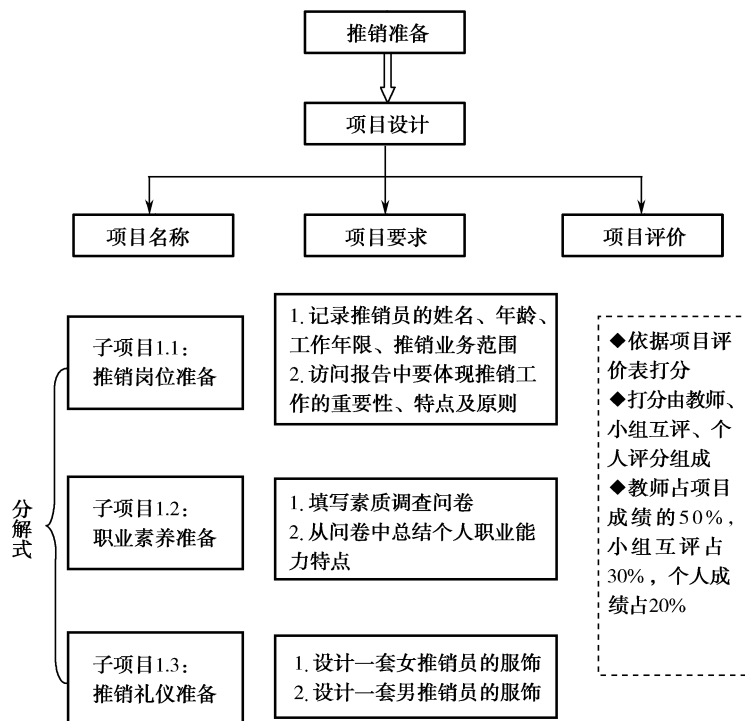 推销准备
项目设计
项目名称
项目要求
项目评价
分解式
子项目1.1：
推销岗位准备
1. 记录推销员的姓名、年龄、
工作年限、推销业务范围
2. 访问报告中要体现推销工
作的重要性、特点及原则
子项目1.2：
职业素养准备
1. 填写素质调查问卷
2. 从问卷中总结个人职业能
力特点
子项目1.3：
推销礼仪准备
1. 设计一套女推销员的服饰
2. 设计一套男推销员的服饰
◆依据项目评
价表打分
◆打分由教师、
小组互评、个
人评分组成
◆教师占项目
成绩的50%，
小组互评占
30%，个人成
绩占20%